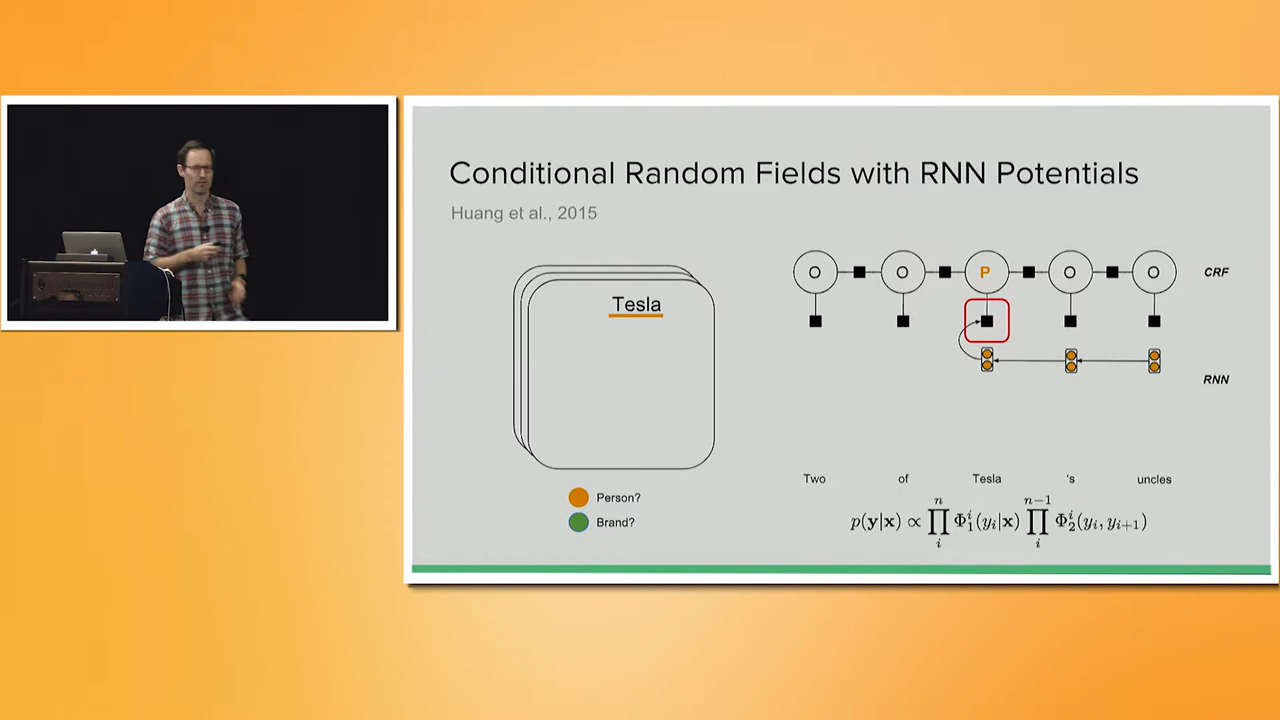 Conditional Random Fields with RNN Potentials
Huang et al., 2015
Tesla
Person?
Brand?
O O P O O CRF
RNN
Two of Tesla 's uncles
p(y|x) ∝ ∏_i^n Φ_1^i(y_i|x) ∏_i^{n−1} Φ_2^i(y_i, y_{i+1})